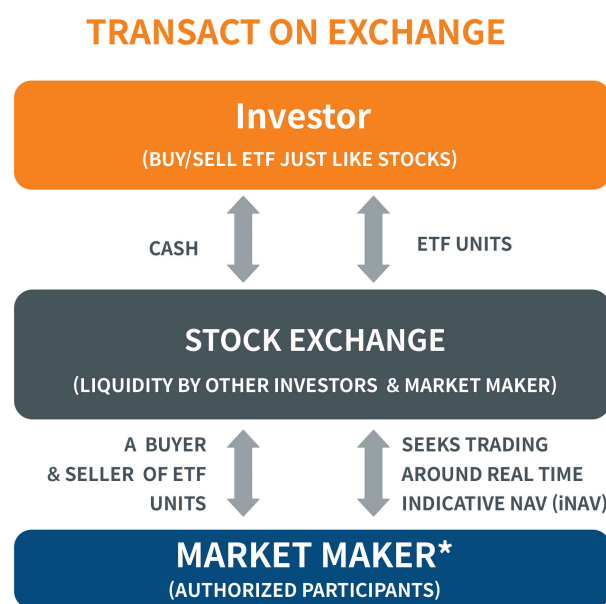 TRANSACT ON EXCHANGE
Investor
(BUY/SELL ETF JUST LIKE STOCKS)
CASH
ETF UNITS
STOCK EXCHANGE
(LIQUIDITY BY OTHER INVESTORS & MARKET MAKER)
A BUYER
& SELLER OF ETF
UNITS
SEEKS TRADING
AROUND REAL TIME
INDICATIVE NAV (iNAV)
MARKET MAKER*
(AUTHORIZED PARTICIPANTS)